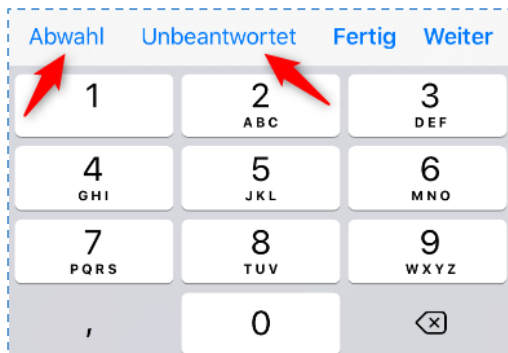 Abwahl Unbeantwortet Fertig Weiter
1 2 3
ABC DEF
4 5 6
GHI JKL MNO
7 8 9
PQRS TUV WXYZ
, 0